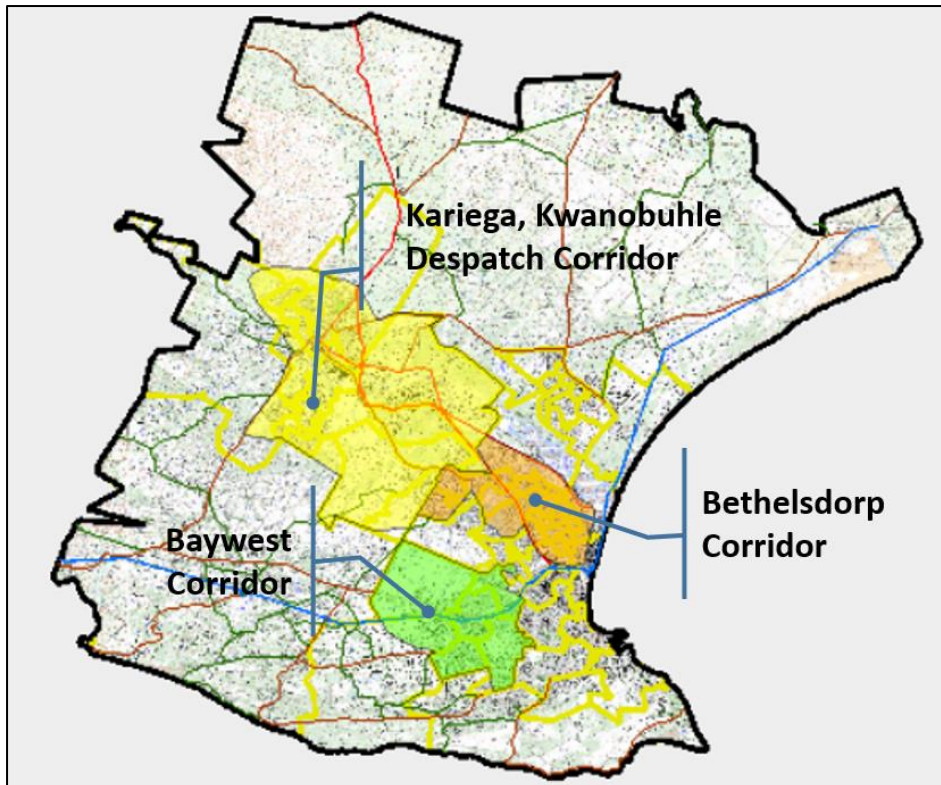 Kariega, Kwanobuhle
Despatch Corridor
Bethelsdorp
Corridor
Baywest
Corridor